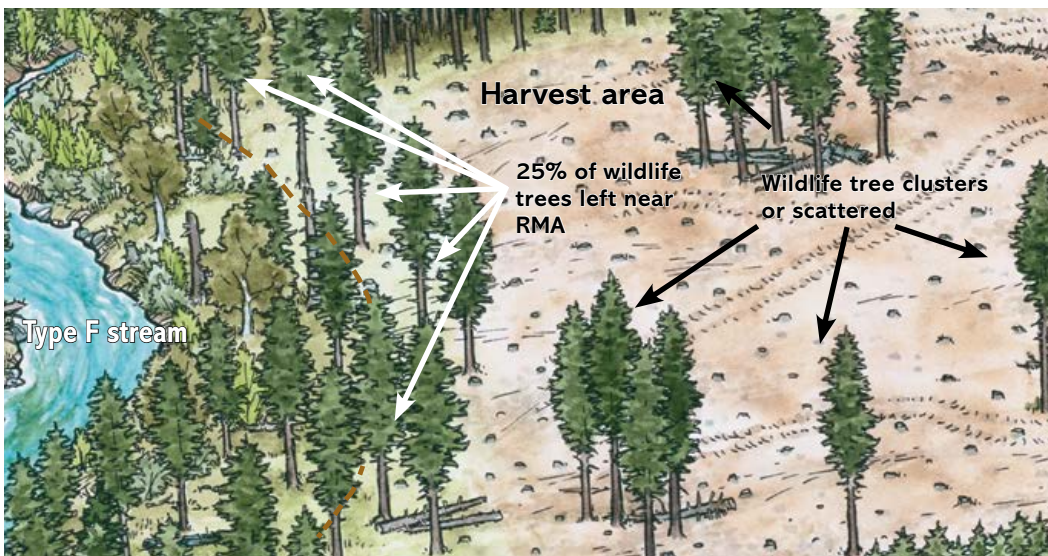 Harvest area
25% of wildlife
trees left near
RMA
Wildlife tree clusters
or scattered
Type F stream